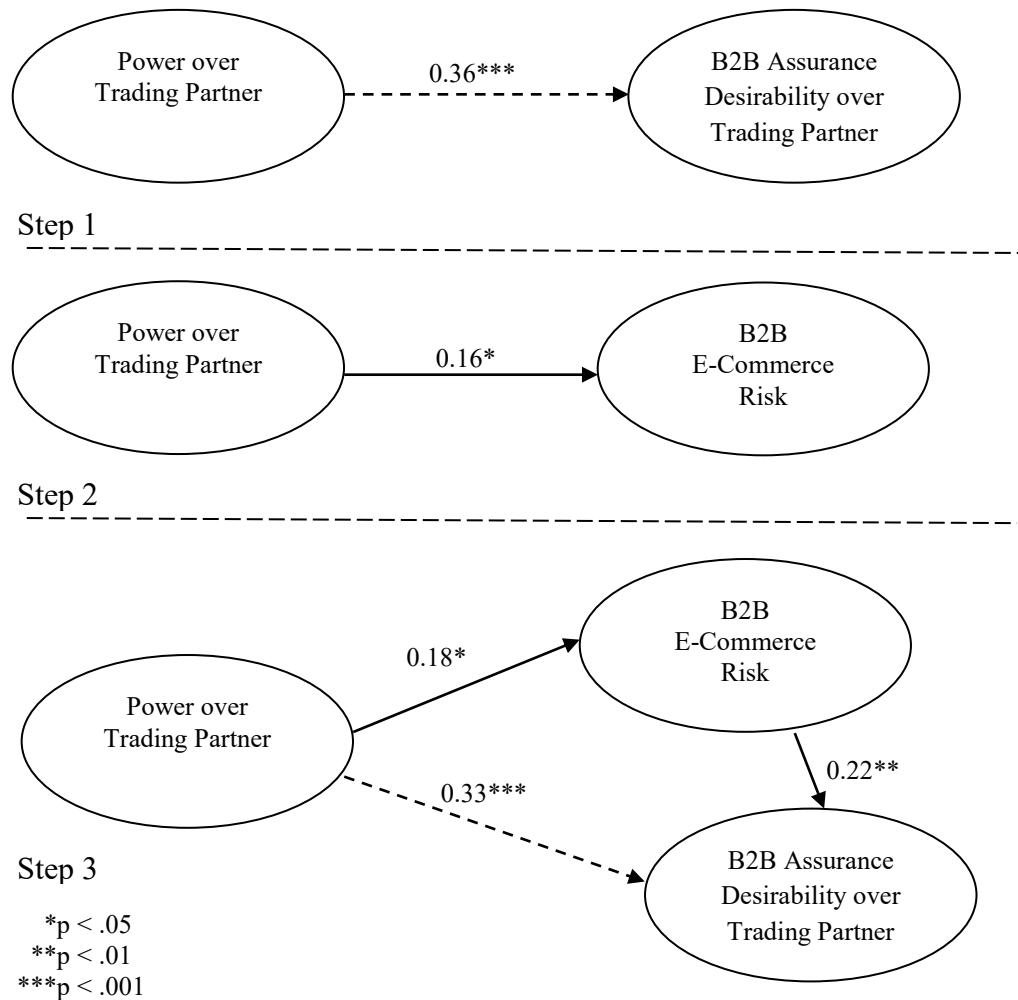 Power over
Trading Partner
0.36***
B2B Assurance
Desirability over
Trading Partner
Step 1
Power over
Trading Partner
0.16*
B2B
E-Commerce
Risk
Step 2
B2B
E-Commerce
Risk
0.18*
Power over
Trading Partner
0.22**
0.33***
Step 3
B2B Assurance
Desirability over
Trading Partner
*p < .05
**p < .01
***p < .001